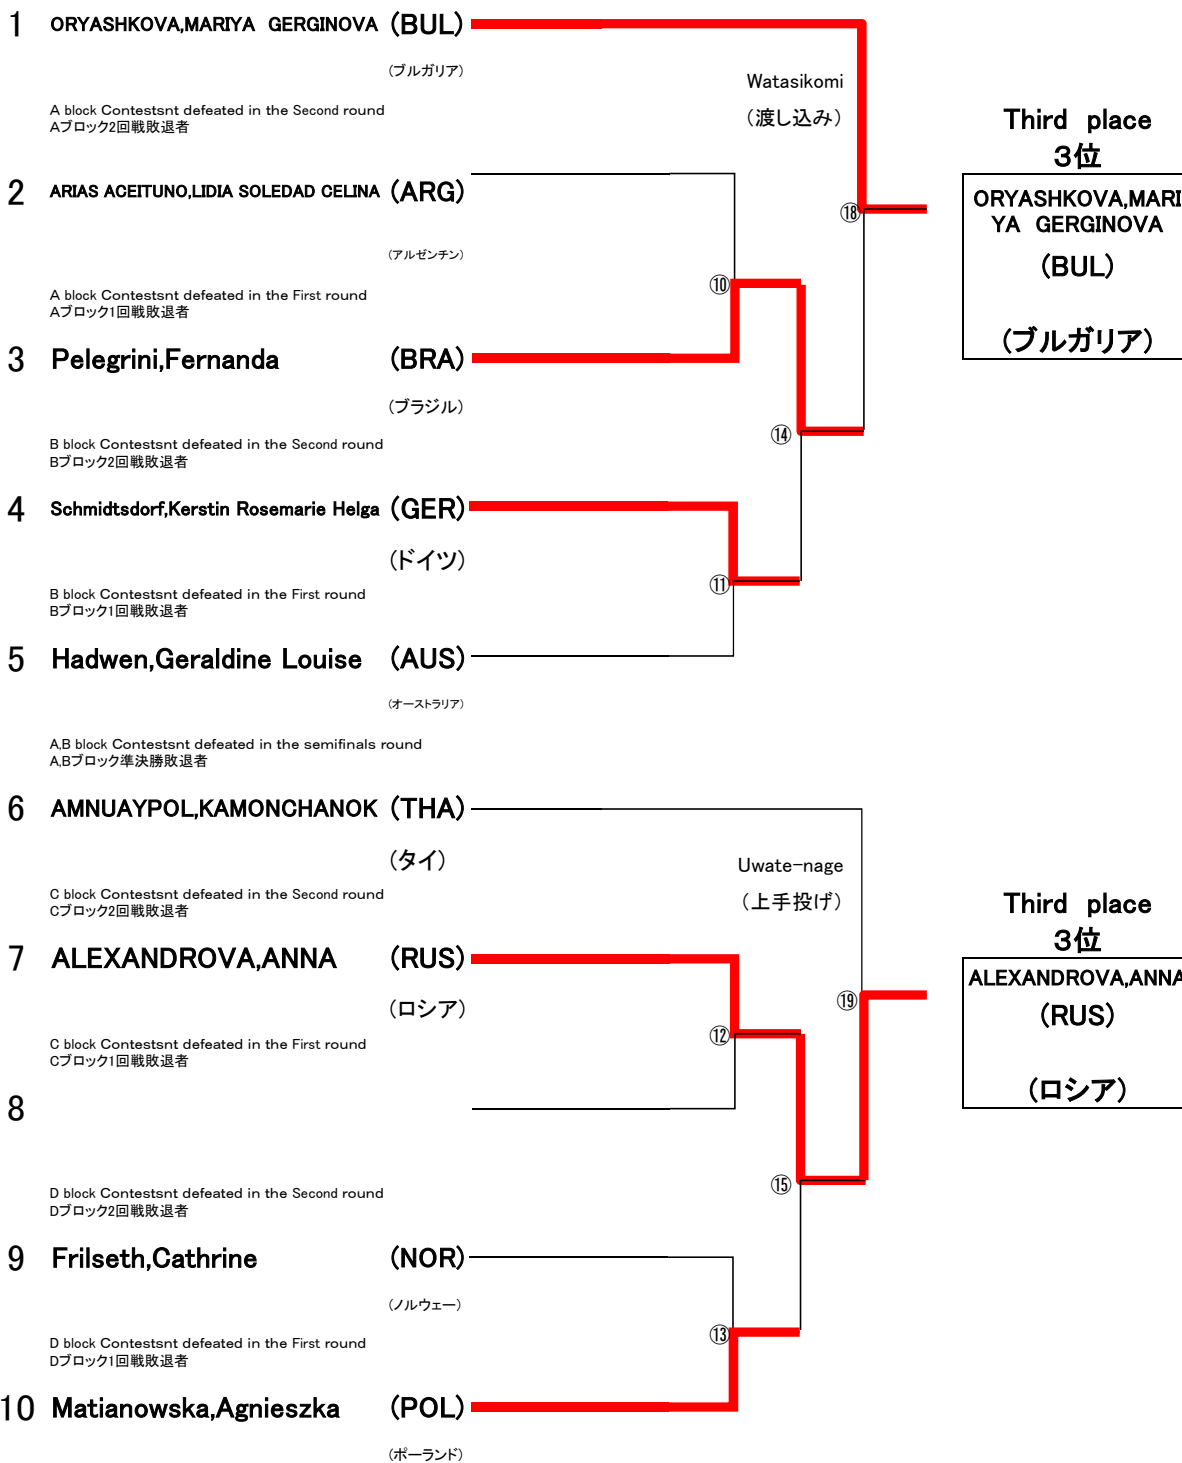 1 ORYASHKOVA,MARIYA GERGINOVA (BUL)
(ブルガリア)
Watasikomi
（渡し込み）
A block Contestsnt defeated in the Second round
Aブロック2回戦敗退者
Third place
3位
2 ARIAS ACEITUNO,LIDIA SOLEDAD CELINA (ARG)
(アルゼンチン)
⑱
ORYASHKOVA,MARI
YA GERGINOVA
(BUL)
(ブルガリア)
A block Contestsnt defeated in the First round
Aブロック1回戦敗退者
⑩
3 Pelegrini,Fernanda (BRA)
(ブラジル)
B block Contestsnt defeated in the Second round
Bブロック2回戦敗退者
⑭
4 Schmidtsdorf,Kerstin Rosemarie Helga (GER)
(ドイツ)
B block Contestsnt defeated in the First round
Bブロック1回戦敗退者
⑪
5 Hadwen,Geraldine Louise (AUS)
(オーストラリア)
A,B block Contestsnt defeated in the semifinals round
A,Bブロック準決勝敗退者
6 AMNUAYPOL,KAMONCHANOK (THA)
(タイ)
Uwate-nage
（上手投げ）
C block Contestsnt defeated in the Second round
Cブロック2回戦敗退者
Third place
3位
7 ALEXANDROVA,ANNA (RUS)
(ロシア)
⑲
ALEXANDROVA,ANNA
(RUS)
(ロシア)
C block Contestsnt defeated in the First round
Cブロック1回戦敗退者
⑫
8
D block Contestsnt defeated in the Second round
Dブロック2回戦敗退者
⑮
9 Frilseth,Cathrine (NOR)
(ノルウェー)
D block Contestsnt defeated in the First round
Dブロック1回戦敗退者
⑬
10 Matianowska,Agnieszka (POL)
(ポーランド)